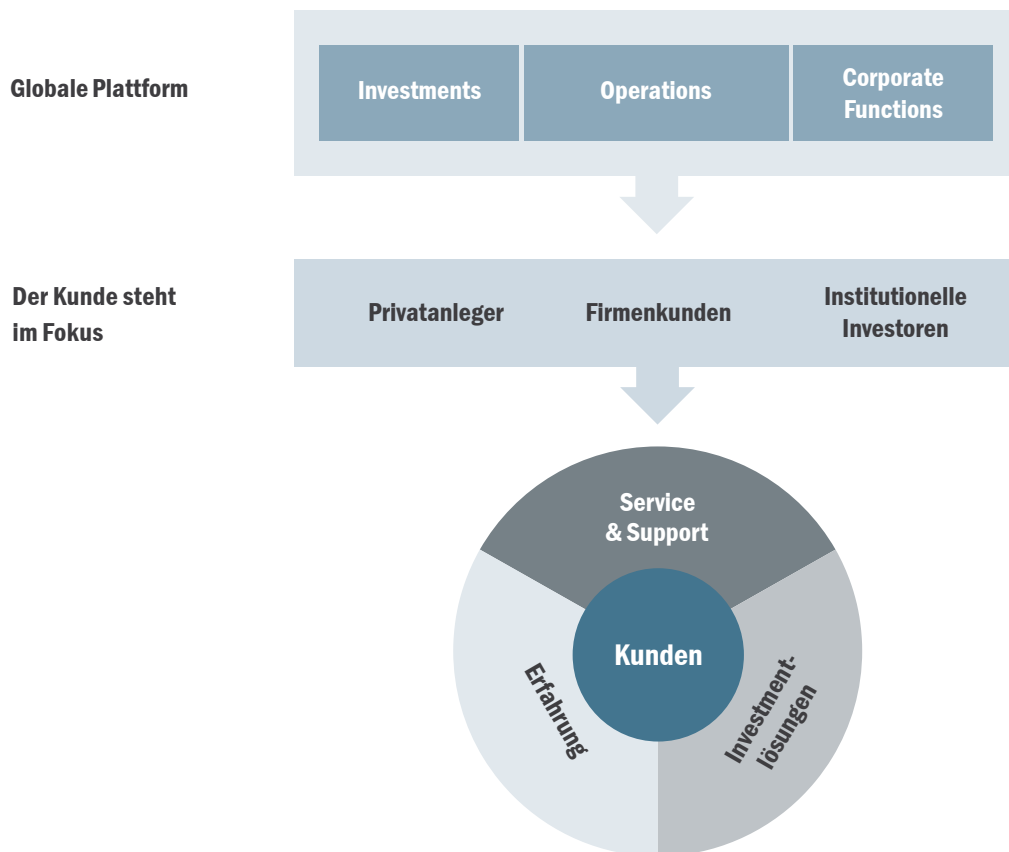 Globale Plattform
Investments
Operations
Corporate
Functions
Der Kunde steht
im Fokus
Privatanleger
Firmenkunden
Institutionelle
Investoren
Service
& Support
Kunden
Erfahrung
Investment-
lösungen